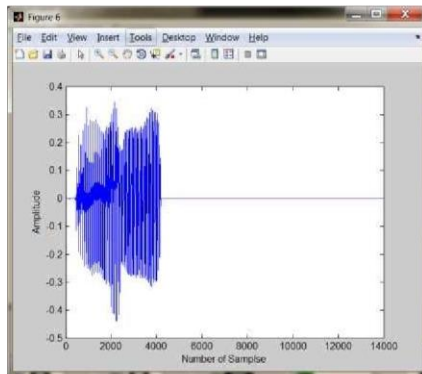 Figure 6
File Edit View Insert Tools Desktop Window Help
0.4
0.3
0.2
0.1
0
-0.1
-0.2
-0.3
-0.4
-0.5
Amplitude
0 2000 4000 6000 8000 10000 12000 14000
Number of Samplse